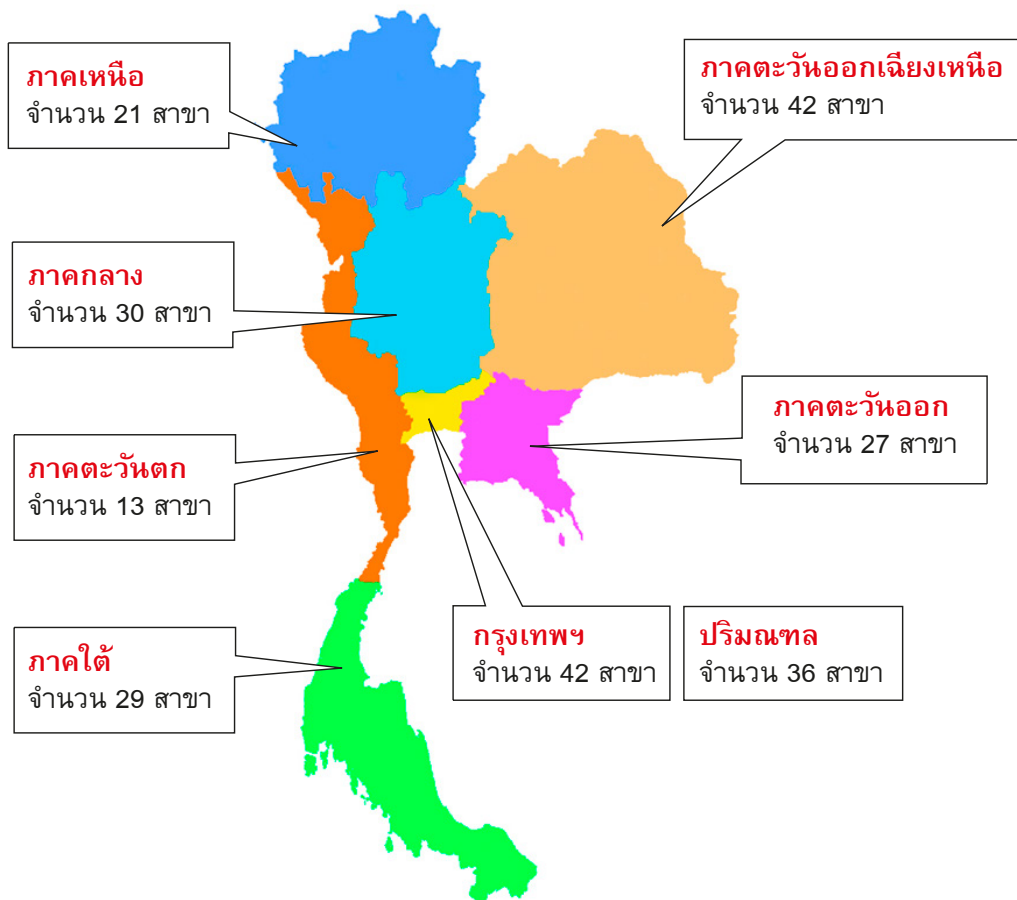 ภาคเหนือ
จำนวน 21 สาขา
ภาคตะวันออกเฉียงเหนือ
จำนวน 42 สาขา
ภาคกลาง
จำนวน 30 สาขา
ภาคตะวันออก
จำนวน 27 สาขา
ภาคตะวันตก
จำนวน 13 สาขา
กรุงเทพฯ
จำนวน 42 สาขา
ปริมณฑล
จำนวน 36 สาขา
ภาคใต้
จำนวน 29 สาขา